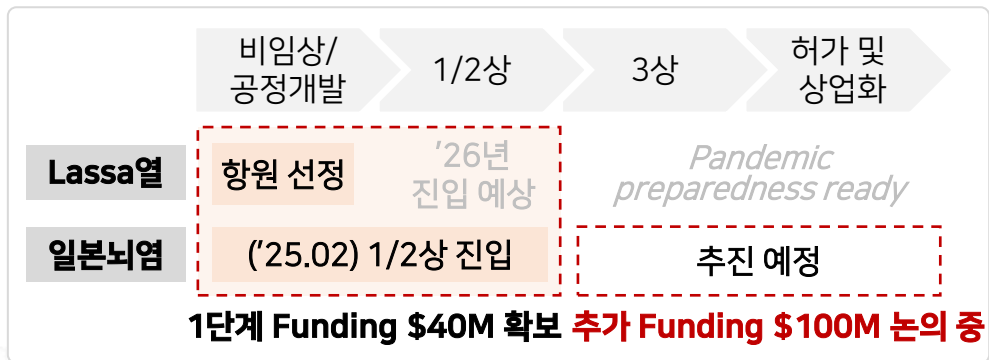 비임상/
공정개발
1/2상
3상
허가 및
상업화
Lassa열
항원 선정
’26년
진입 예상
Pandemic
preparedness ready
일본뇌염
(’25.02) 1/2상 진입
추진 예정
1단계 Funding $40M 확보
추가 Funding $100M 논의 중